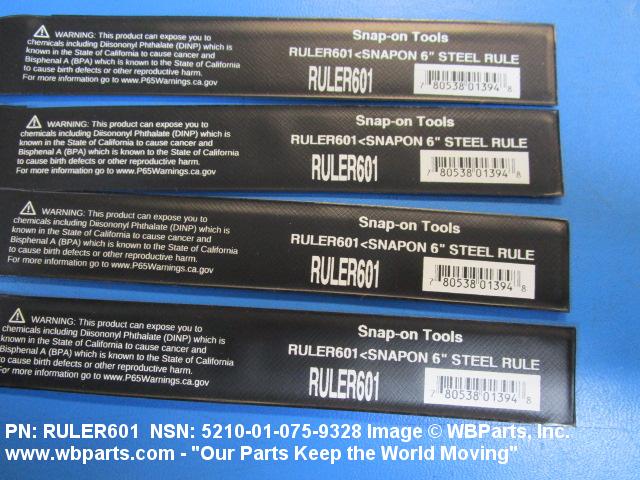 WARNING: This product can expose you to
chemicals including Diisononyl Phthalate (DINP) which is
known in the State of California to cause cancer and
Bisphenal A (BPA) which is known to the State of California
to cause birth defects or other reproductive harm.
For more information go to www.P65Warnings.ca.gov
Snap-on Tools
RULER601<SNAPON 6" STEEL RULE
RULER601
7 80538 01394 8
WARNING: This product can expose you to
chemicals including Diisononyl Phthalate (DINP) which is
known in the State of California to cause cancer and
Bisphenal A (BPA) which is known to the State of California
to cause birth defects or other reproductive harm.
For more information go to www.P65Warnings.ca.gov
Snap-on Tools
RULER601<SNAPON 6" STEEL RULE
RULER601
7 80538 01394 8
WARNING: This product can expose you to
chemicals including Diisononyl Phthalate (DINP) which is
known in the State of California to cause cancer and
Bisphenal A (BPA) which is known to the State of California
to cause birth defects or other reproductive harm.
For more information go to www.P65Warnings.ca.gov
Snap-on Tools
RULER601<SNAPON 6" STEEL RULE
RULER601
7 80538 01394 8
WARNING: This product can expose you to
chemicals including Diisononyl Phthalate (DINP) which is
known in the State of California to cause cancer and
Bisphenal A (BPA) which is known to the State of California
to cause birth defects or other reproductive harm.
For more information go to www.P65Warnings.ca.gov
Snap-on Tools
RULER601<SNAPON 6" STEEL RULE
RULER601
7 80538 01394 8
PN: RULER601 NSN: 5210-01-075-9328 Image © WBParts, Inc.
www.wbparts.com - "Our Parts Keep the World Moving"